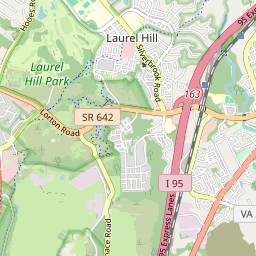 Hooes Road
Laurel Hill
Silverbrook Road
95 Express
Laurel
Hill Park
163
SR 642
Lorton Road
I 95
VA
95 Express Lanes